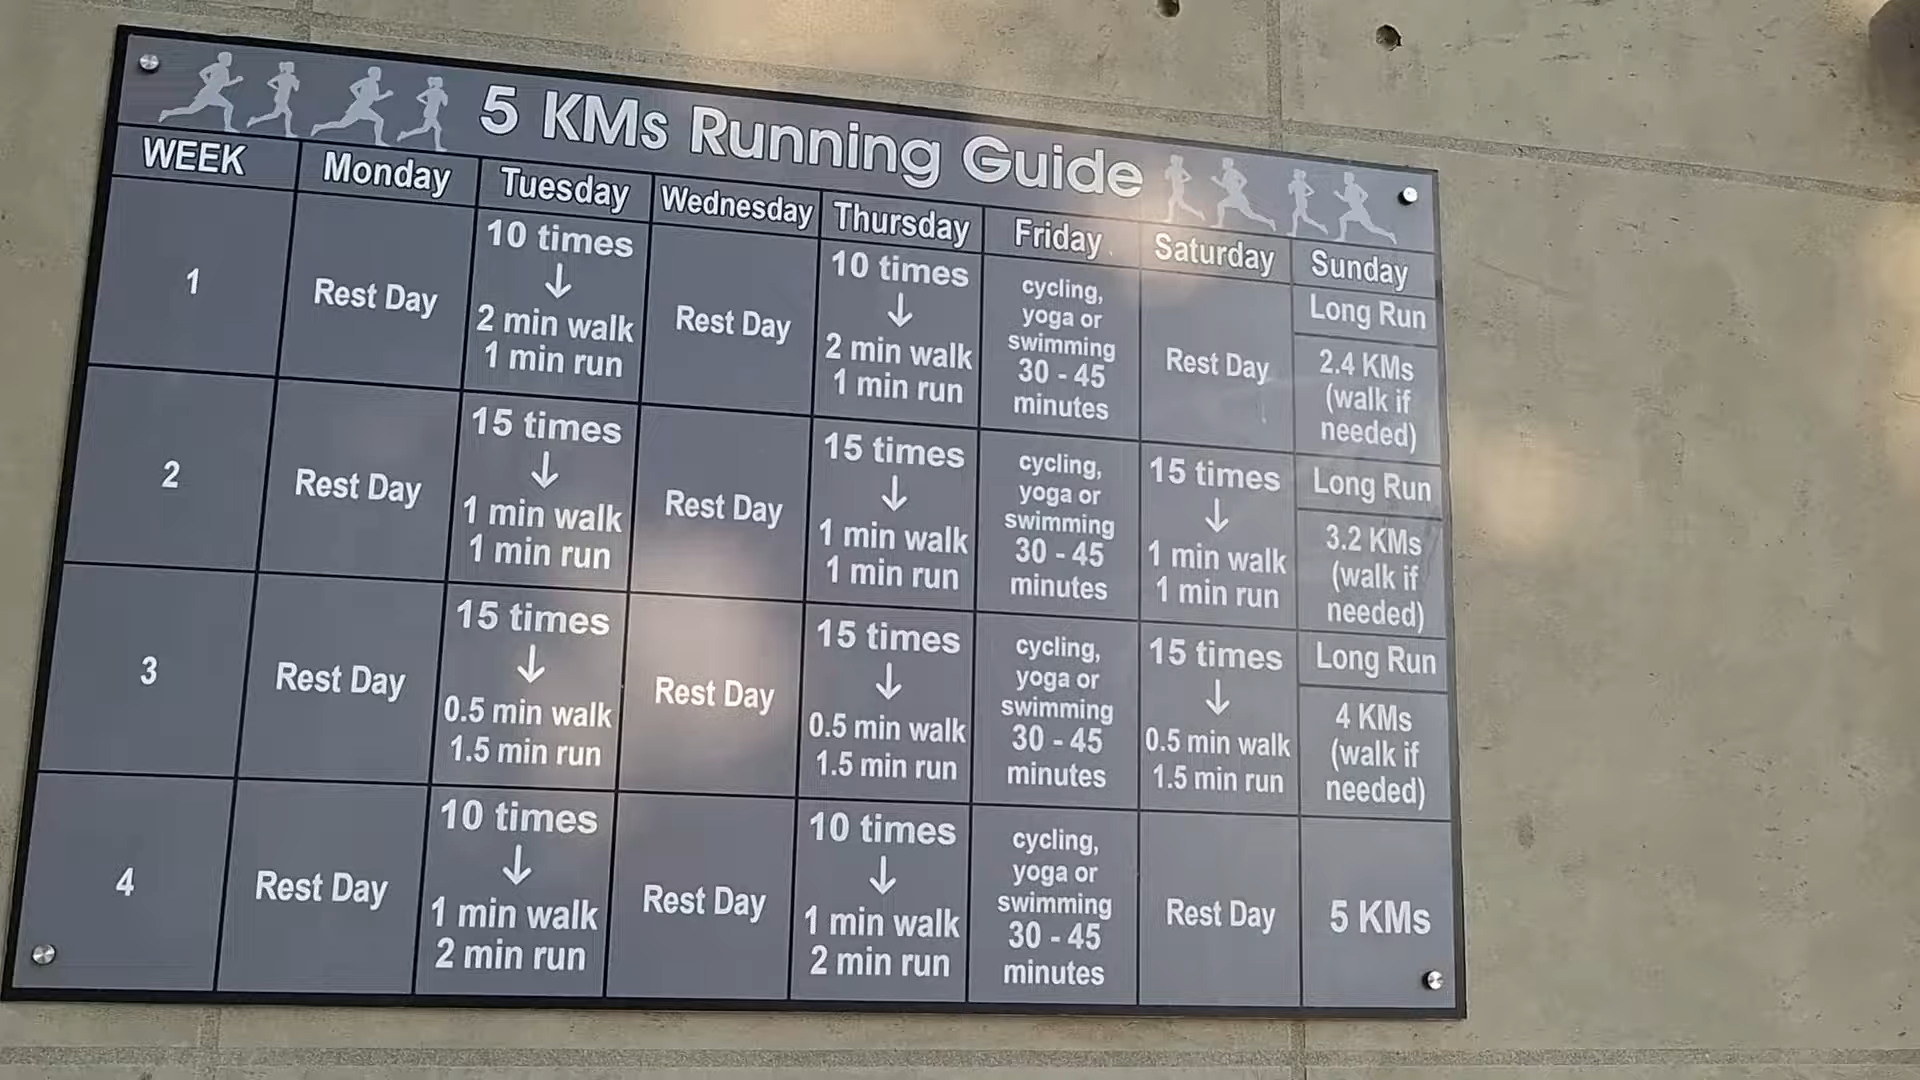 5 KMs Running Guide
WEEK Monday Tuesday Wednesday Thursday Friday Saturday Sunday
1
Rest Day
10 times
↓
2 min walk
1 min run
Rest Day
10 times
↓
2 min walk
1 min run
cycling,
yoga or
swimming
30 - 45
minutes
Rest Day
Long Run
2.4 KMs
(walk if
needed)
2
Rest Day
15 times
↓
1 min walk
1 min run
Rest Day
15 times
↓
1 min walk
1 min run
cycling,
yoga or
swimming
30 - 45
minutes
15 times
↓
1 min walk
1 min run
Long Run
3.2 KMs
(walk if
needed)
3
Rest Day
15 times
↓
0.5 min walk
1.5 min run
Rest Day
15 times
↓
0.5 min walk
1.5 min run
cycling,
yoga or
swimming
30 - 45
minutes
15 times
↓
0.5 min walk
1.5 min run
Long Run
4 KMs
(walk if
needed)
4
Rest Day
10 times
↓
1 min walk
2 min run
Rest Day
10 times
↓
1 min walk
2 min run
cycling,
yoga or
swimming
30 - 45
minutes
Rest Day
5 KMs